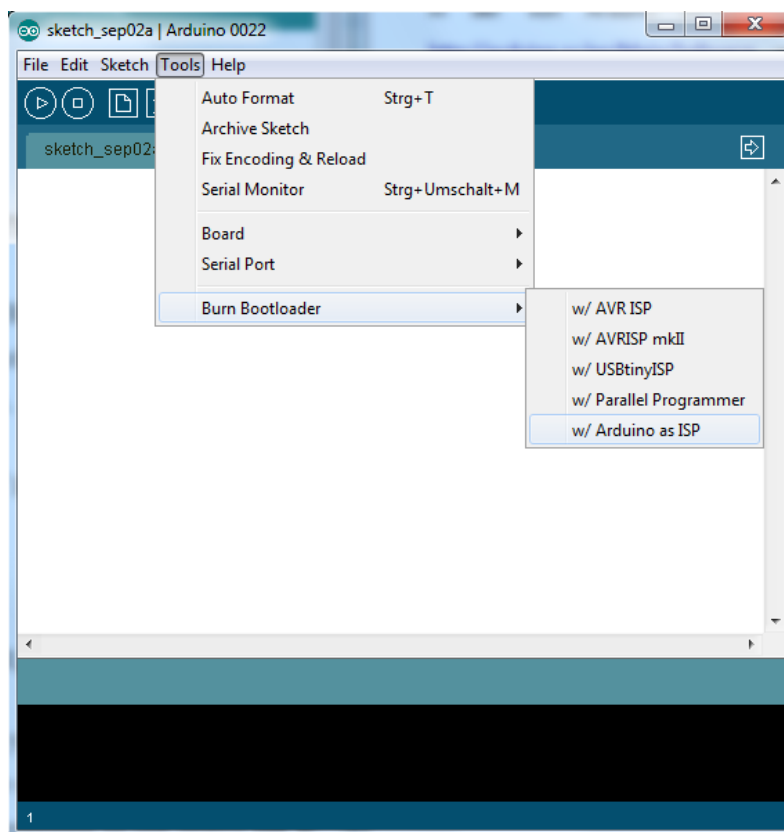 sketch_sep02a | Arduino 0022
File Edit Sketch Tools Help
Auto Format Strg+T
Archive Sketch
Fix Encoding & Reload
Serial Monitor Strg+Umschalt+M
Board
Serial Port
Burn Bootloader
sketch_sep02
w/ AVR ISP
w/ AVRISP mkII
w/ USBtinyISP
w/ Parallel Programmer
w/ Arduino as ISP
1